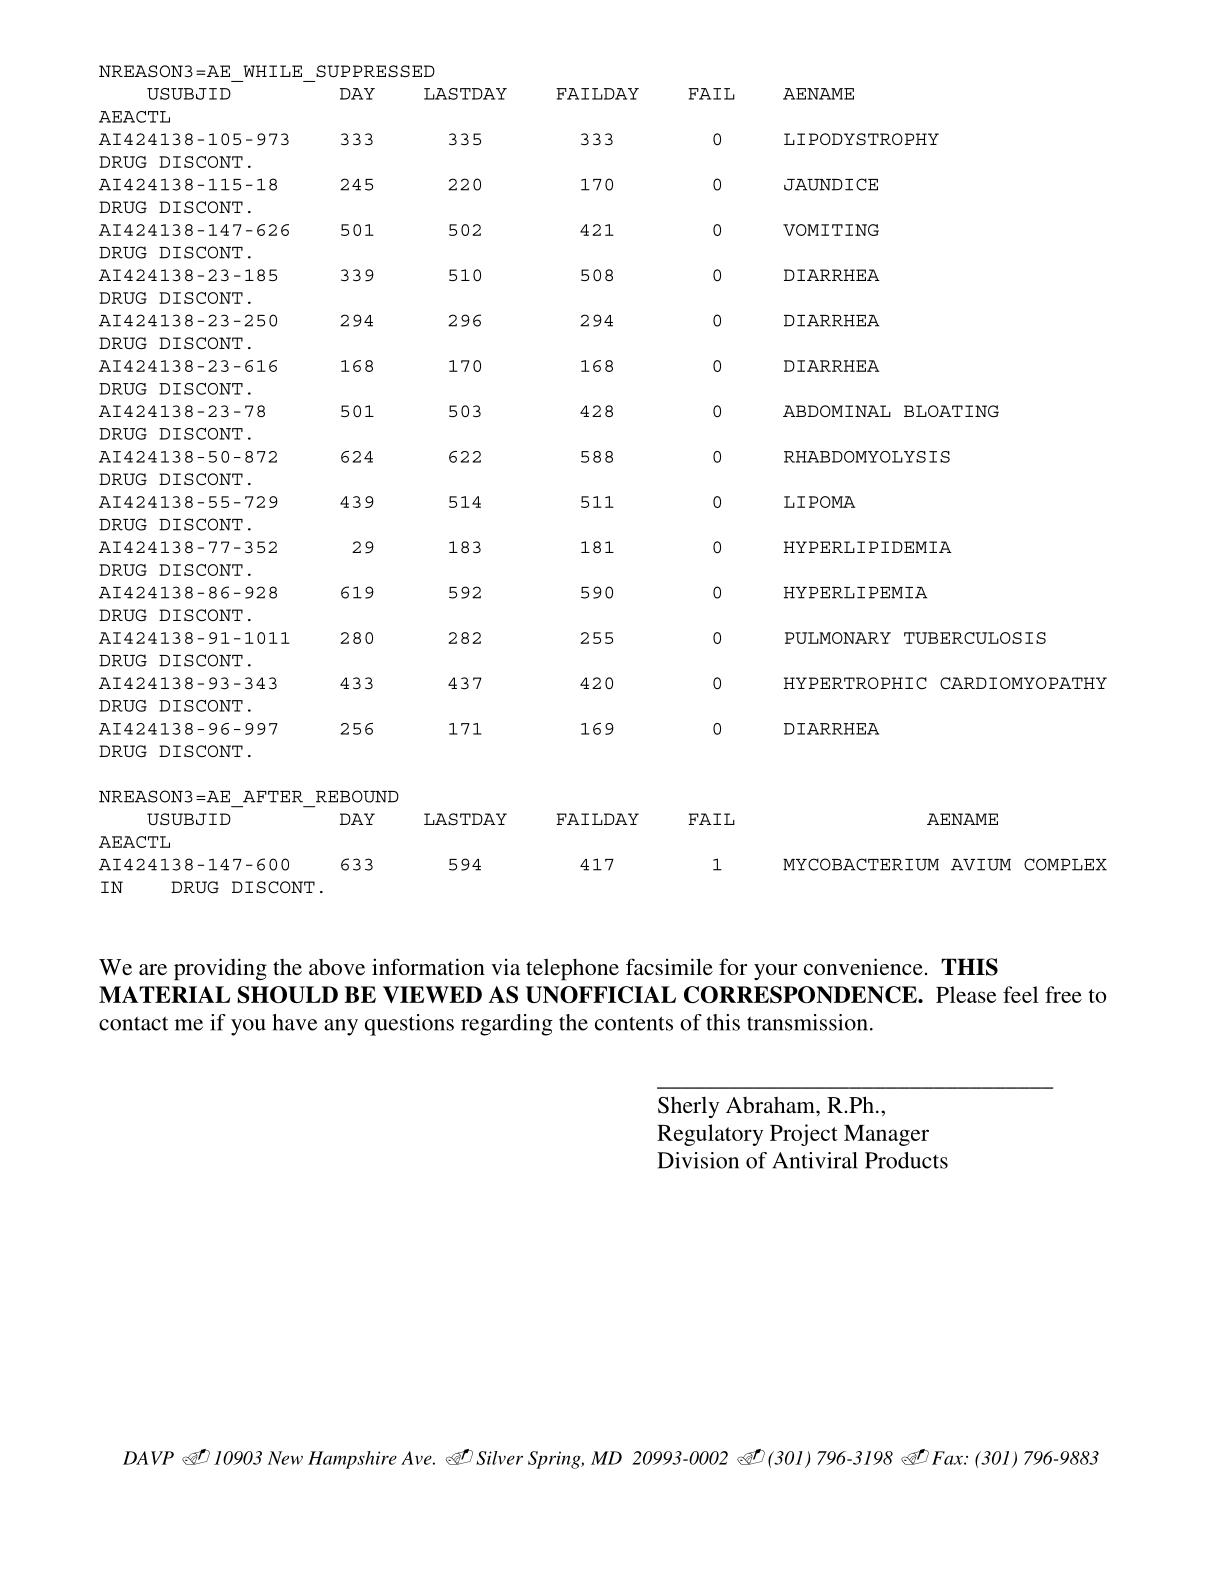 NREASON3=AE_WHILE_SUPPRESSED
USUBJID DAY LASTDAY FAILDAY FAIL AENAME
AEACTL
AI424138-105-973 333 335 333 0 LIPODYSTROPHY
DRUG DISCONT.
AI424138-115-18 245 220 170 0 JAUNDICE
DRUG DISCONT.
AI424138-147-626 501 502 421 0 VOMITING
DRUG DISCONT.
AI424138-23-185 339 510 508 0 DIARRHEA
DRUG DISCONT.
AI424138-23-250 294 296 294 0 DIARRHEA
DRUG DISCONT.
AI424138-23-616 168 170 168 0 DIARRHEA
DRUG DISCONT.
AI424138-23-78 501 503 428 0 ABDOMINAL BLOATING
DRUG DISCONT.
AI424138-50-872 624 622 588 0 RHABDOMYOLYSIS
DRUG DISCONT.
AI424138-55-729 439 514 511 0 LIPOMA
DRUG DISCONT.
AI424138-77-352 29 183 181 0 HYPERLIPIDEMIA
DRUG DISCONT.
AI424138-86-928 619 592 590 0 HYPERLIPEMIA
DRUG DISCONT.
AI424138-91-1011 280 282 255 0 PULMONARY TUBERCULOSIS
DRUG DISCONT.
AI424138-93-343 433 437 420 0 HYPERTROPHIC CARDIOMYOPATHY
DRUG DISCONT.
AI424138-96-997 256 171 169 0 DIARRHEA
DRUG DISCONT.
NREASON3=AE_AFTER_REBOUND
USUBJID DAY LASTDAY FAILDAY FAIL AENAME
AEACTL
AI424138-147-600 633 594 417 1 MYCOBACTERIUM AVIUM COMPLEX
IN DRUG DISCONT.
We are providing the above information via telephone facsimile for your convenience. THIS
MATERIAL SHOULD BE VIEWED AS UNOFFICIAL CORRESPONDENCE. Please feel free to
contact me if you have any questions regarding the contents of this transmission.
Sherly Abraham, R.Ph.,
Regulatory Project Manager
Division of Antiviral Products
DAVP 10903 New Hampshire Ave. Silver Spring, MD 20993-0002 (301) 796-3198 Fax: (301) 796-9883